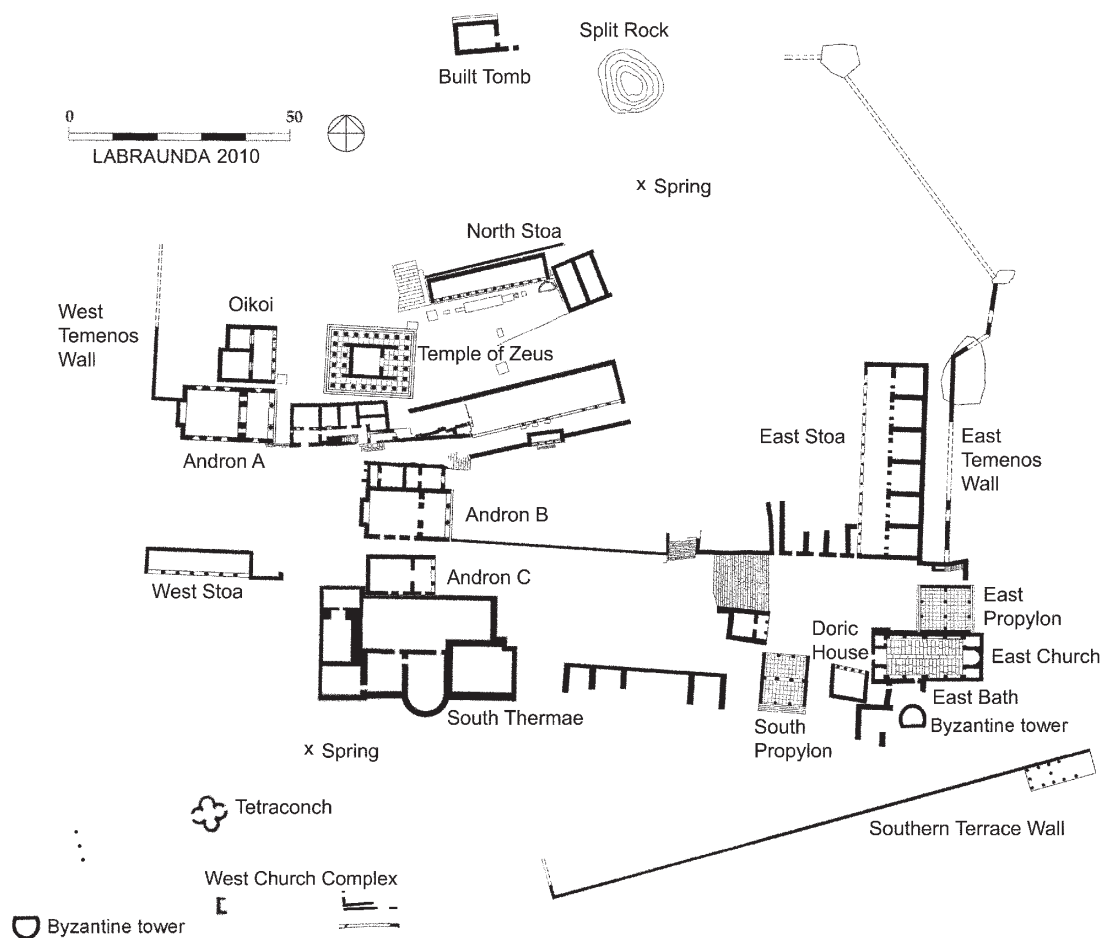 Split Rock
Built Tomb
0 50
LABRAUNDA 2010
x Spring
North Stoa
Oikoi
West
Temenos
Wall
Temple of Zeus
East Stoa
East
Temenos
Wall
Andron A
Andron B
Andron C
West Stoa
East
Propylon
Doric
House
East Church
East Bath
Byzantine tower
South Thermae
South
Propylon
x Spring
Tetraconch
Southern Terrace Wall
West Church Complex
Byzantine tower